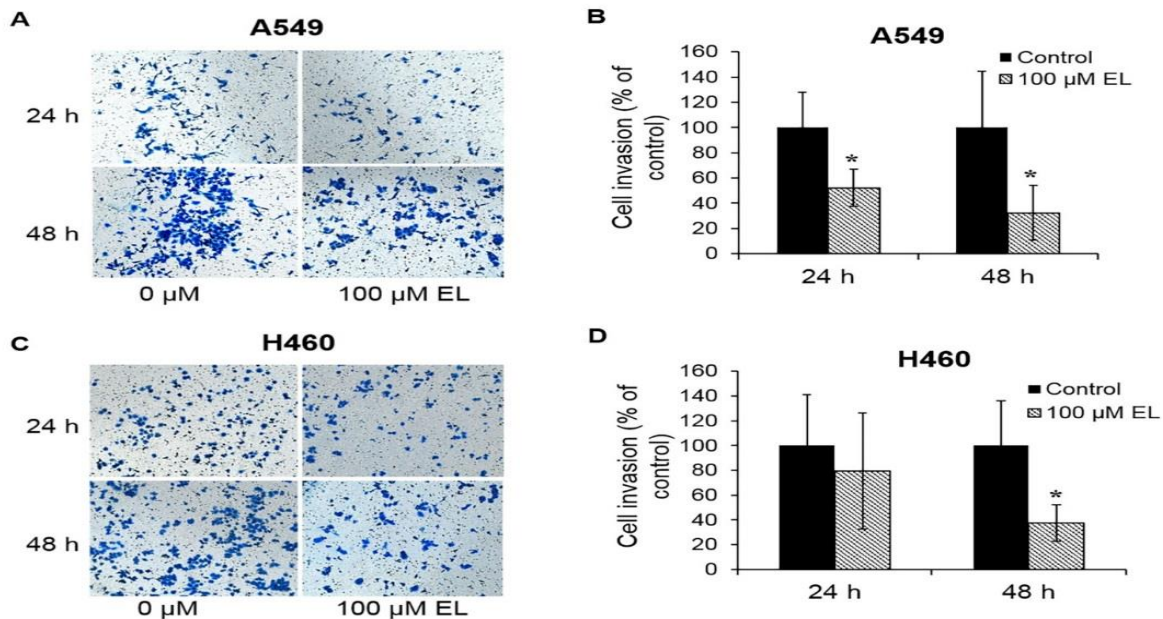 A
A549
24 h
48 h
0 µM
100 µM EL
B
A549
Cell invasion (% of
control)
160
140
120
100
80
60
40
20
0
Control
100 µM EL
*
*
24 h
48 h
C
H460
24 h
48 h
0 µM
100 µM EL
D
H460
Cell invasion (% of
control)
160
140
120
100
80
60
40
20
0
Control
100 µM EL
*
24 h
48 h